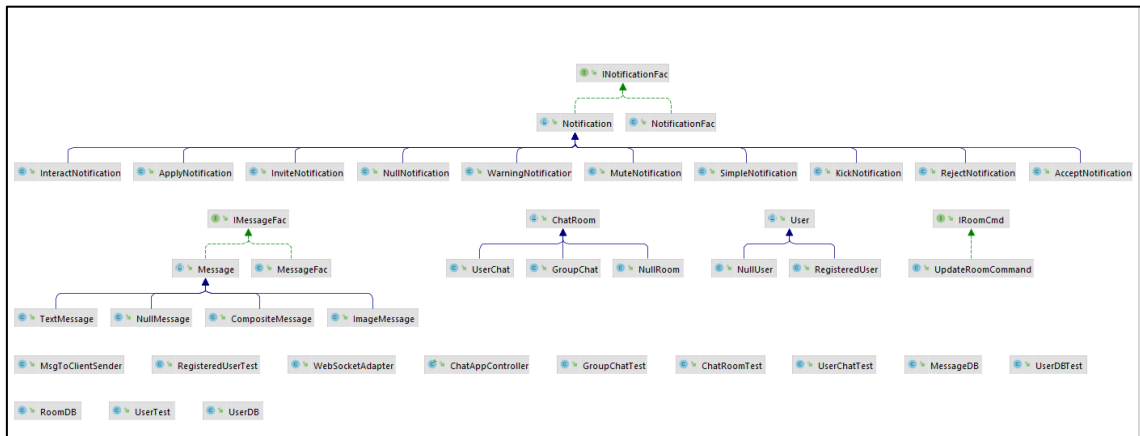 INotificationFac
Notification NotificationFac
InteractNotification ApplyNotification InviteNotification NullNotification WarningNotification MuteNotification SimpleNotification KickNotification RejectNotification AcceptNotification
IMessageFac ChatRoom User IRoomCmd
Message MessageFac UserChat GroupChat NullRoom NullUser RegisteredUser UpdateRoomCommand
TextMessage NullMessage CompositeMessage ImageMessage
MsgToClientSender RegisteredUserTest WebSocketAdapter ChatAppController GroupChatTest ChatRoomTest UserChatTest MessageDB UserDBTest
RoomDB UserTest UserDB